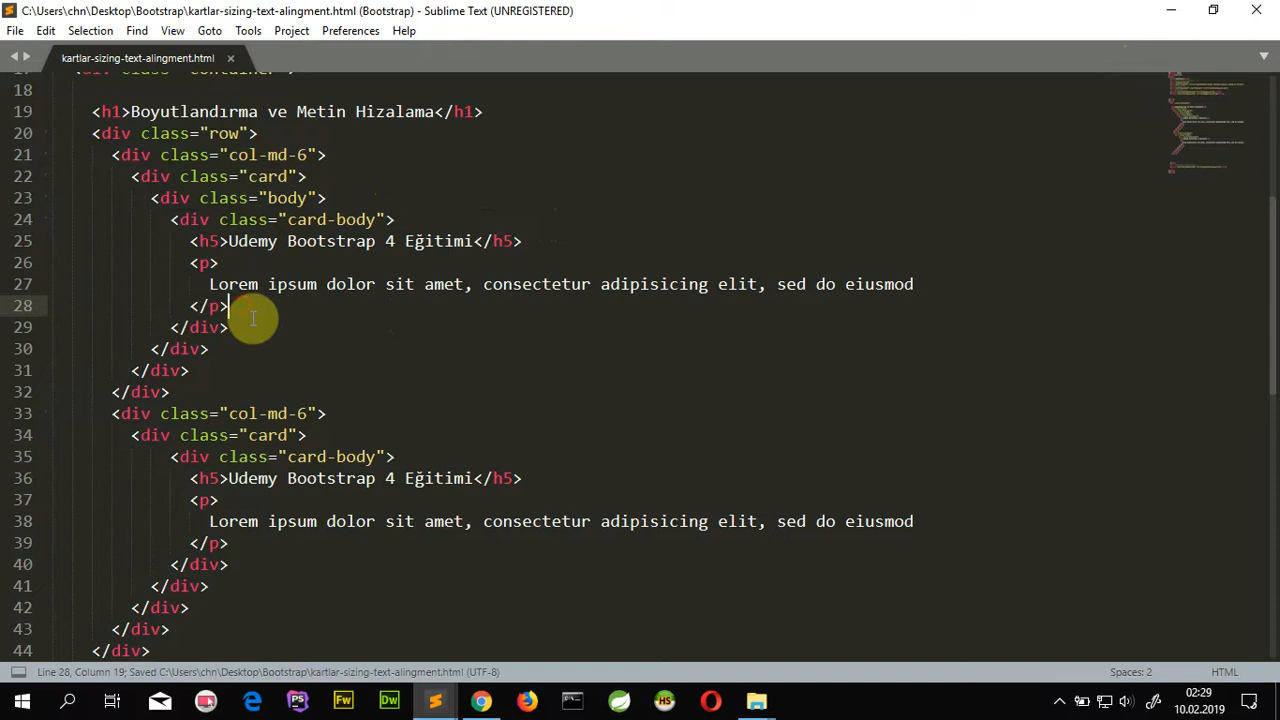 C:\Users\chn\Desktop\Bootstrap\kartlar-sizing-text-alingment.html (Bootstrap) - Sublime Text (UNREGISTERED)
File Edit Selection Find View Goto Tools Project Preferences Help
kartlar-sizing-text-alingment.html
18
19 <h1>Boyutlandırma ve Metin Hizalama</h1>
20 <div class="row">
21 <div class="col-md-6">
22 <div class="card">
23 <div class="body">
24 <div class="card-body">
25 <h5>Udemy Bootstrap 4 Eğitimi</h5>
26 <p>
27 Lorem ipsum dolor sit amet, consectetur adipisicing elit, sed do eiusmod
28 </p>
29 </div>
30 </div>
31 </div>
32 </div>
33 <div class="col-md-6">
34 <div class="card">
35 <div class="card-body">
36 <h5>Udemy Bootstrap 4 Eğitimi</h5>
37 <p>
38 Lorem ipsum dolor sit amet, consectetur adipisicing elit, sed do eiusmod
39 </p>
40 </div>
41 </div>
42 </div>
43 </div>
44 </div>
Line 28, Column 19; Saved C:\Users\chn\Desktop\Bootstrap\kartlar-sizing-text-alingment.html (UTF-8) Spaces: 2 HTML
PS Fw Dw HS
02:29
10.02.2019